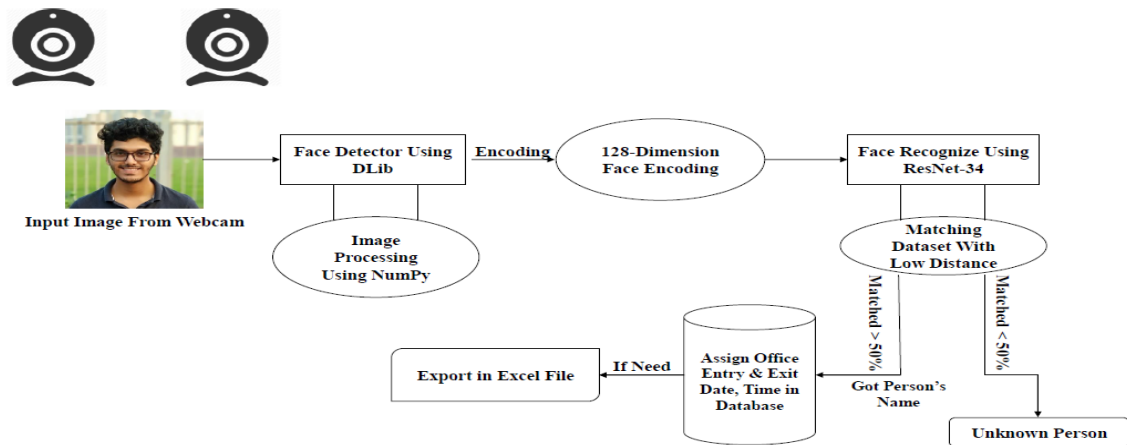 Input Image From Webcam
Face Detector Using
DLib
Image
Processing
Using NumPy
Encoding
128-Dimension
Face Encoding
Face Recognize Using
ResNet-34
Matching
Dataset With
Low Distance
Matched > 50%
Matched < 50%
Got Person's
Name
Unknown Person
Assign Office
Entry & Exit
Date, Time in
Database
If Need
Export in Excel File